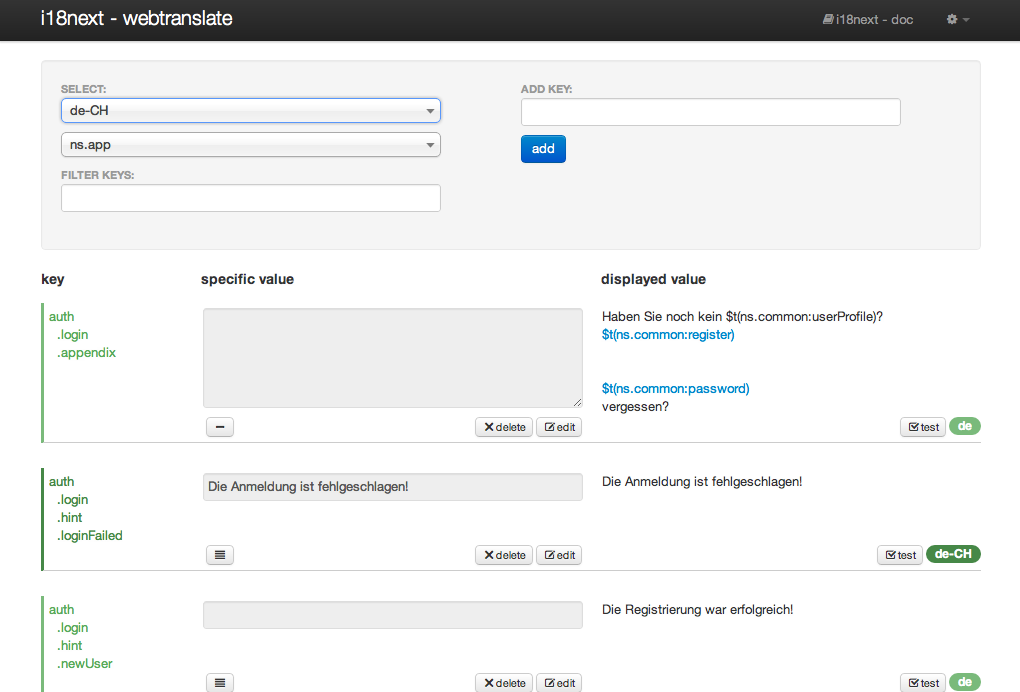 i18next - webtranslate
i18next - doc
SELECT:
de-CH
ns.app
FILTER KEYS:
ADD KEY:
add
key
specific value
displayed value
auth
.login
.appendix
Haben Sie noch kein $t(ns.common:userProfile)?
$t(ns.common:register)
$t(ns.common:password)
vergessen?
delete
edit
test
de
auth
.login
.hint
.loginFailed
Die Anmeldung ist fehlgeschlagen!
Die Anmeldung ist fehlgeschlagen!
delete
edit
test
de-CH
auth
.login
.hint
.newUser
Die Registrierung war erfolgreich!
delete
edit
test
de